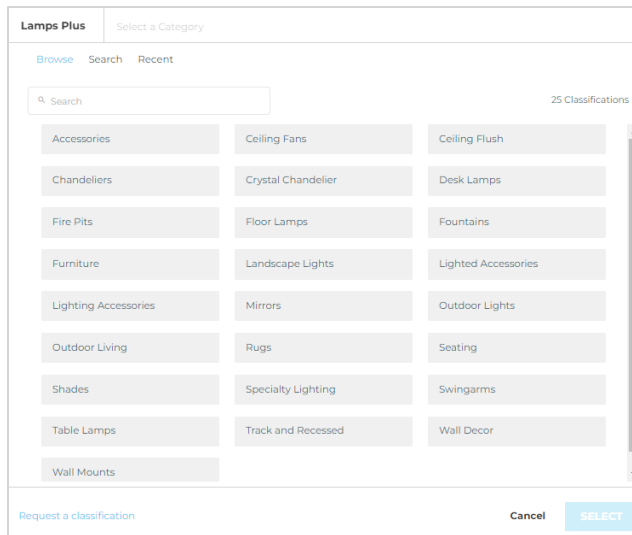 Lamps Plus Select a Category
Browse Search Recent
Search 25 Classifications
Accessories Ceiling Fans Ceiling Flush
Chandeliers Crystal Chandelier Desk Lamps
Fire Pits Floor Lamps Fountains
Furniture Landscape Lights Lighted Accessories
Lighting Accessories Mirrors Outdoor Lights
Outdoor Living Rugs Seating
Shades Specialty Lighting Swingarms
Table Lamps Track and Recessed Wall Decor
Wall Mounts
Request a classification Cancel SELECT